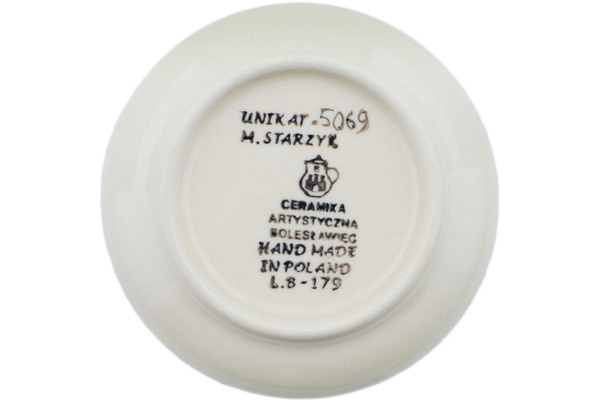 UNIKAT.5069
M. STARZYK
B
CERAMIKA
ARTYSTYCZNA
BOLESŁAWIEC
HAND MADE
IN POLAND
L.B-179